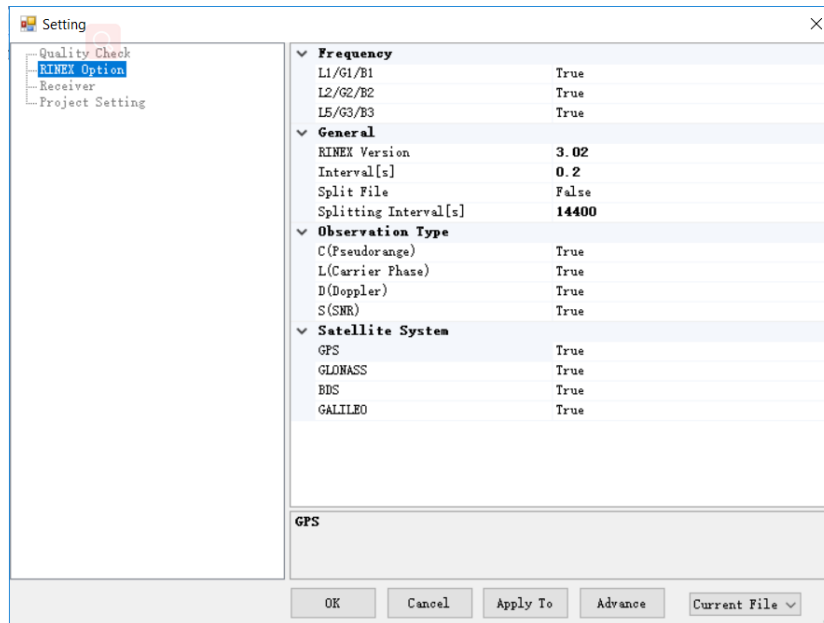 Setting
Quality Check
RINEX Option
Receiver
Project Setting
Frequency
L1/G1/B1 True
L2/G2/B2 True
L5/G3/B3 True
General
RINEX Version 3.02
Interval[s] 0.2
Split File False
Splitting Interval[s] 14400
Observation Type
C(Pseudorange) True
L(Carrier Phase) True
D(Doppler) True
S(SNR) True
Satellite System
GPS True
GLONASS True
BDS True
GALILEO True
GPS
OK Cancel Apply To Advance Current File